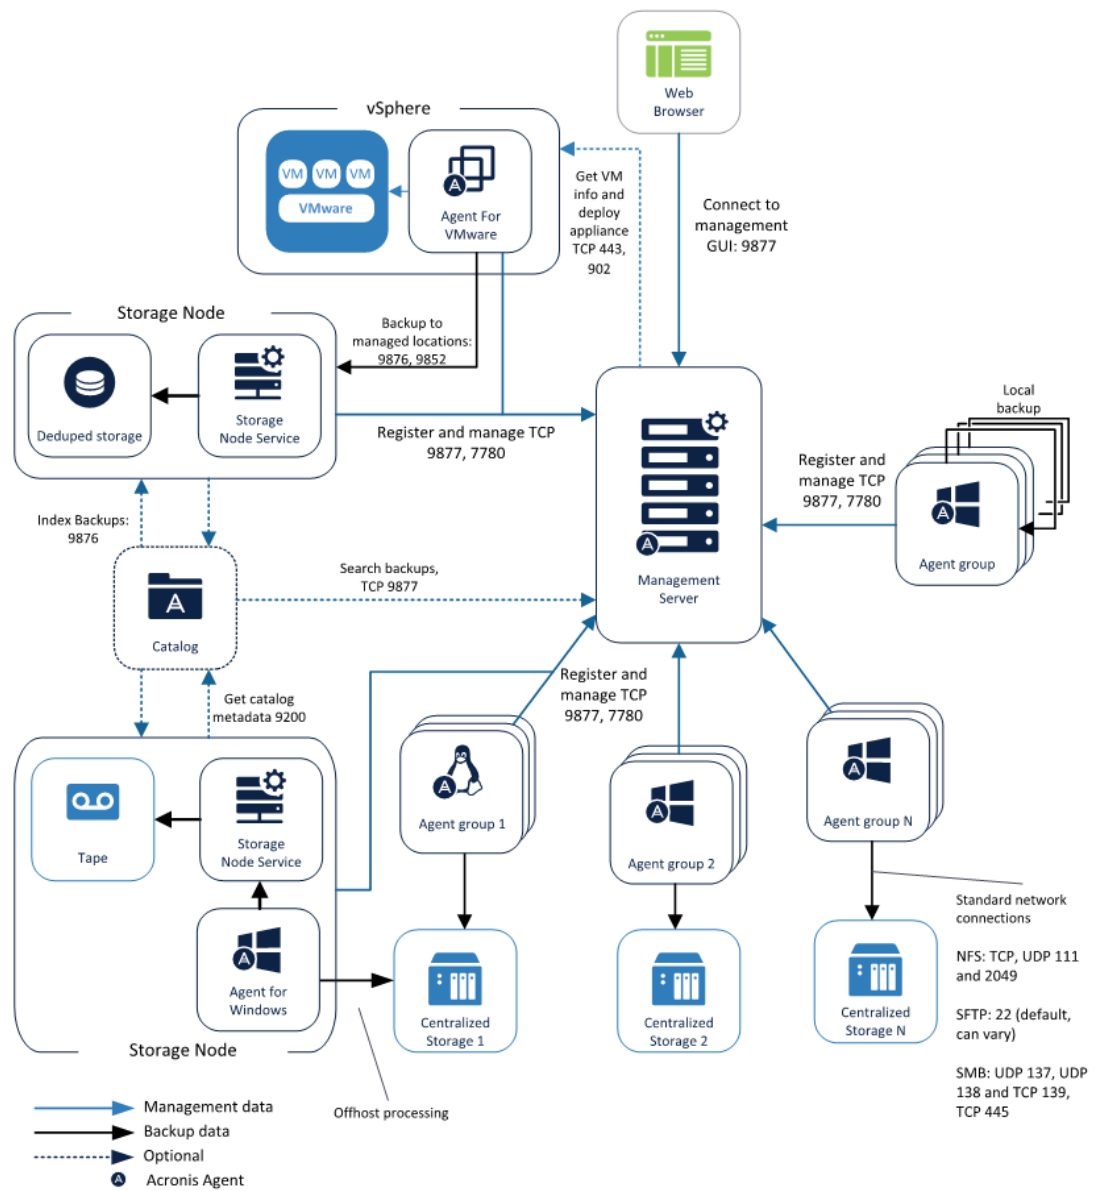 Web
Browser
vSphere
VM VM VM
VMware
Agent For
VMware
Get VM
info and
deploy
appliance
TCP 443,
902
Connect to
management
GUI: 9877
Storage Node
Deduped storage
Storage
Node Service
Backup to
managed locations:
9876, 9852
Register and manage TCP
9877, 7780
Local
backup
Register and
manage TCP
9877, 7780
Agent group
Management
Server
Index Backups:
9876
Search backups,
TCP 9877
Catalog
Get catalog
metadata 9200
Register and
manage TCP
9877, 7780
Tape
Storage
Node Service
Agent for
Windows
Storage Node
Agent group 1
Agent group 2
Agent group N
Centralized
Storage 1
Centralized
Storage 2
Centralized
Storage N
Standard network
connections
NFS: TCP, UDP 111
and 2049
SFTP: 22 (default,
can vary)
SMB: UDP 137, UDP
138 and TCP 139,
TCP 445
Offhost processing
Management data
Backup data
Optional
Acronis Agent